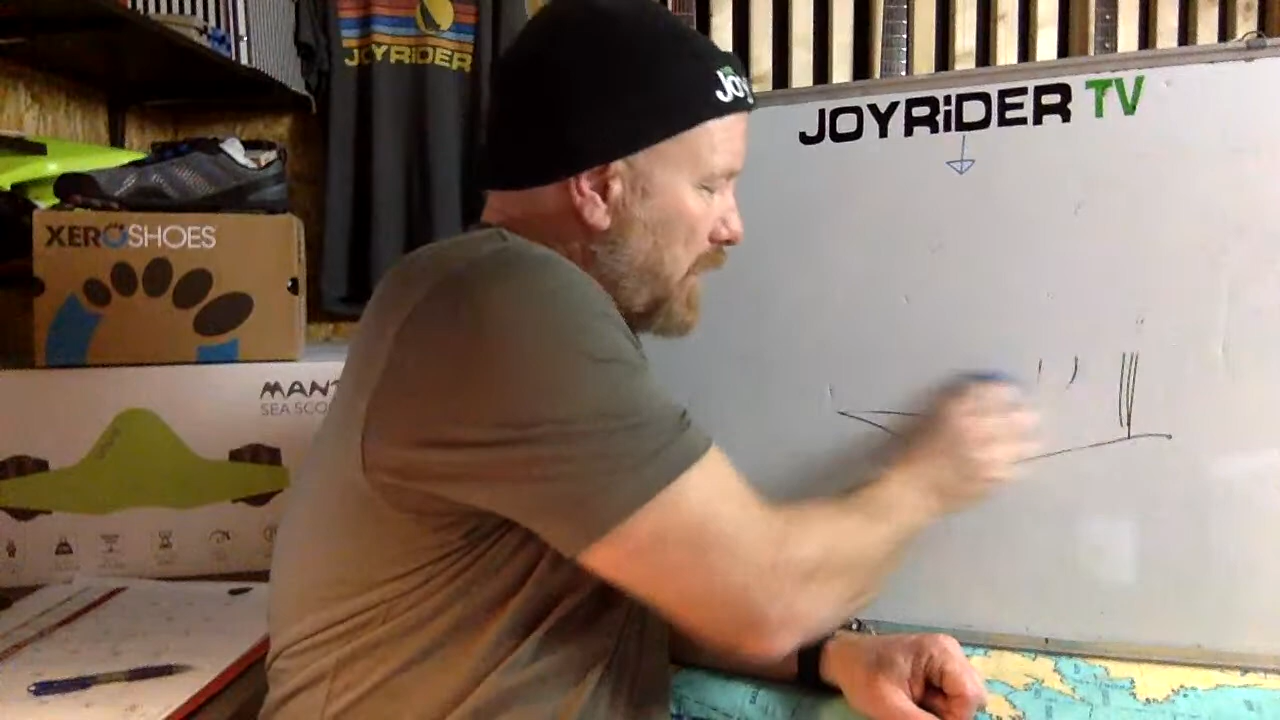 JOYRiDER
JOYRiDER TV
Joy
XEROSHOES
MANT
SEA SCO